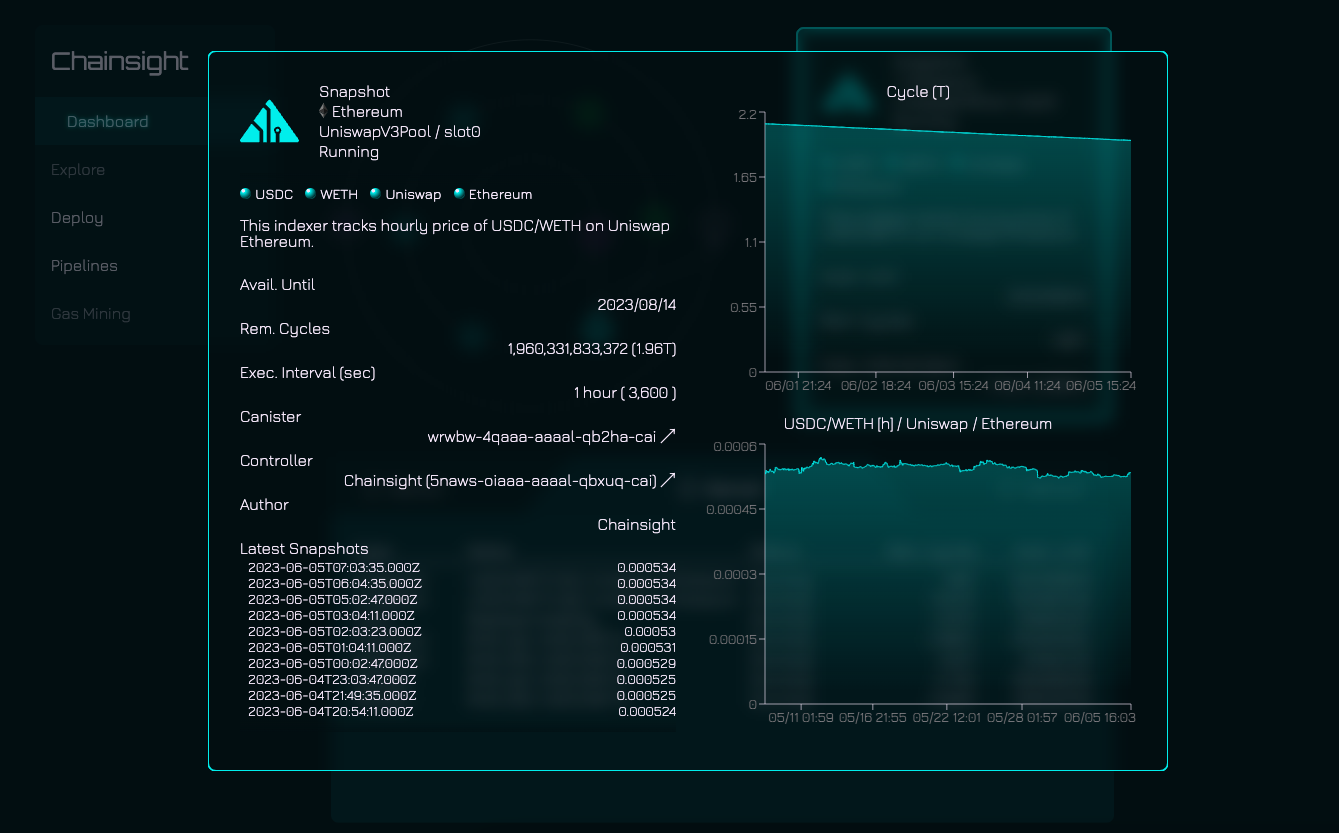 Chainsight
Dashboard
Explore
Deploy
Pipelines
Gas Mining
Snapshot
Ethereum
UniswapV3Pool / slot0
Running
USDC WETH Uniswap Ethereum
This indexer tracks hourly price of USDC/WETH on Uniswap
Ethereum.
Avail. Until
2023/08/14
Rem. Cycles
1,960,331,833,372 (1.96T)
Exec. Interval (sec)
1 hour ( 3,600 )
Canister
wrwbw-4qaaa-aaaal-qb2ha-cai
Controller
Chainsight (5naws-oiaaa-aaaal-qbxuq-cai)
Author
Chainsight
Latest Snapshots
2023-06-05T07:03:35.000Z 0.000534
2023-06-05T06:04:35.000Z 0.000534
2023-06-05T05:02:47.000Z 0.000534
2023-06-05T03:04:11.000Z 0.000534
2023-06-05T02:03:23.000Z 0.00053
2023-06-05T01:04:11.000Z 0.000531
2023-06-05T00:02:47.000Z 0.000529
2023-06-04T23:03:47.000Z 0.000525
2023-06-04T21:49:35.000Z 0.000525
2023-06-04T20:54:11.000Z 0.000524
Cycle (T)
2.2
1.65
1.1
0.55
0
06/01 21:24 06/02 18:24 06/03 15:24 06/04 11:24 06/05 15:24
USDC/WETH [h] / Uniswap / Ethereum
0.0006
0.00045
0.0003
0.00015
0
05/11 01:59 05/16 21:55 05/22 12:01 05/28 01:57 06/05 16:03